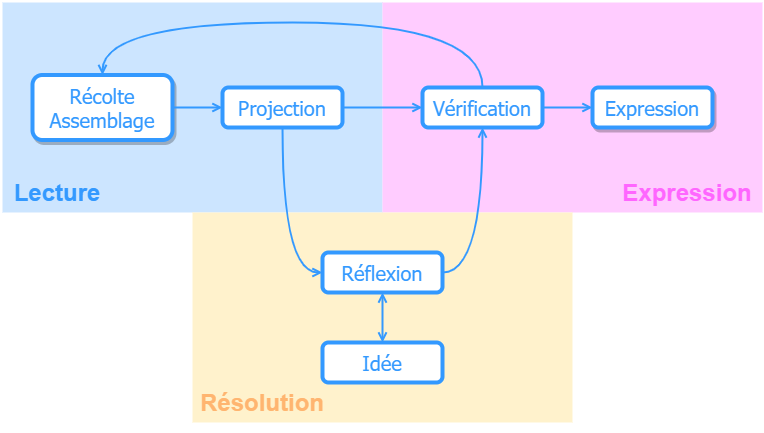 Récolte
Assemblage
Projection
Vérification
Expression
Lecture
Expression
Réflexion
Idée
Résolution